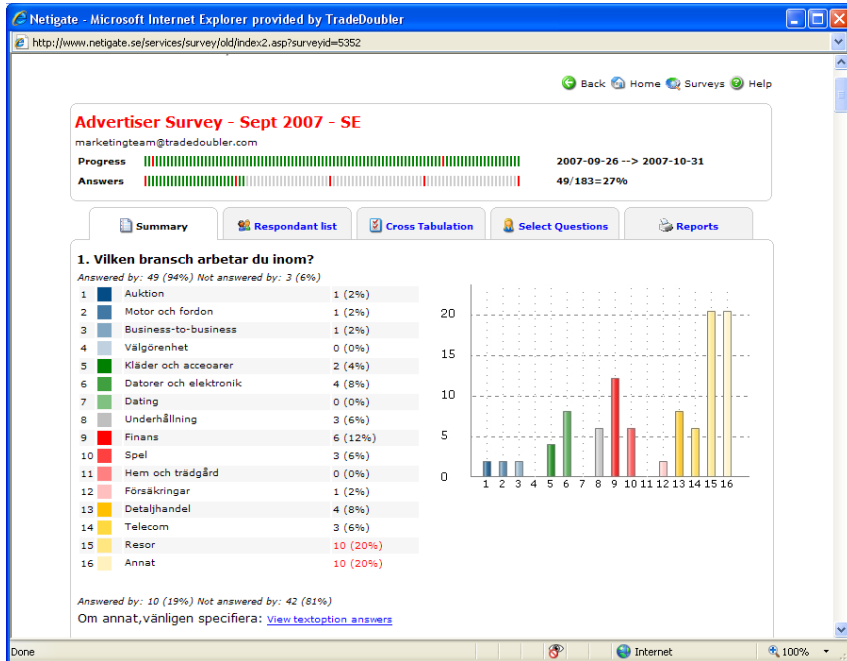 Netigate - Microsoft Internet Explorer provided by TradeDoubler
http://www.netigate.se/services/survey/old/index2.asp?surveyid=5352
Back Home Surveys Help
Advertiser Survey - Sept 2007 - SE
marketingteam@tradedoubler.com
Progress 2007-09-26 --> 2007-10-31
Answers 49/183=27%
Summary Respondant list Cross Tabulation Select Questions Reports
1. Vilken bransch arbetar du inom?
Answered by: 49 (94%) Not answered by: 3 (6%)
1 Auktion 1 (2%)
2 Motor och fordon 1 (2%)
3 Business-to-business 1 (2%)
4 Välgörenhet 0 (0%)
5 Kläder och acceoarer 2 (4%)
6 Datorer och elektronik 4 (8%)
7 Dating 0 (0%)
8 Underhållning 3 (6%)
9 Finans 6 (12%)
10 Spel 3 (6%)
11 Hem och trädgård 0 (0%)
12 Försäkringar 1 (2%)
13 Detaljhandel 4 (8%)
14 Telecom 3 (6%)
15 Resor 10 (20%)
16 Annat 10 (20%)
20
15
10
5
0
1 2 3 4 5 6 7 8 9 10 11 12 13 14 15 16
Answered by: 10 (19%) Not answered by: 42 (81%)
Om annat,vänligen specifiera: View textoption answers
Done Internet 100%